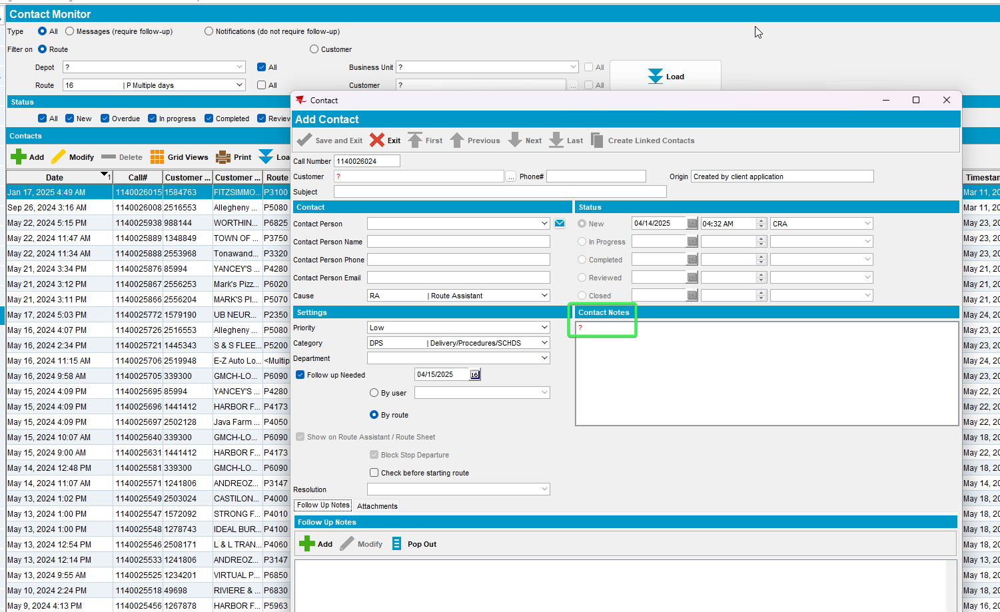 Contact Monitor
Type All Messages (require follow-up) Notifications (do not require follow-up)
Filter on Route Customer
Depot ? All Business Unit ? All
Route 16 | P Multiple days All Customer ? ... All
Load
Status
All New Overdue In progress Completed Review
Contacts
Add Modify Delete Grid Views Print Loa
Date 1 Call# Customer ... Customer ... Route
Jan 17, 2025 4:49 AM 1140026015 1584763 FITZSIMMO... P3100
Sep 26, 2024 3:16 AM 1140026008 2516553 Allegheny ... P5080
May 22, 2024 5:15 PM 1140025938 988144 WORTHIN... P6825
May 22, 2024 11:47 AM 1140025889 1348849 TOWN OF ... P3750
May 22, 2024 11:34 AM 1140025888 2553968 Tonawand... P3320
May 21, 2024 3:34 PM 1140025876 85994 YANCEY'S ... P4280
May 21, 2024 3:12 PM 1140025867 2556253 Mark's Pizz... P6020
May 21, 2024 3:11 PM 1140025866 2556204 MARK'S PI... P5070
May 17, 2024 5:03 PM 1140025772 1579190 UB NEUR... P2350
May 16, 2024 4:07 PM 1140025726 2516553 Allegheny ... P5080
May 16, 2024 2:34 PM 1140025721 1445343 S & S FLEE... P5200
May 16, 2024 11:15 AM 1140025706 2519948 E-Z Auto Lo... <Multip
May 16, 2024 9:58 AM 1140025705 339300 GMCH-LO... P6090
May 15, 2024 4:09 PM 1140025695 85994 YANCEY'S ... P4280
May 15, 2024 4:09 PM 1140025696 1441412 HARBOR F... P4173
May 15, 2024 4:09 PM 1140025697 2502128 Java Farm ... P4050
May 15, 2024 10:07 AM 1140025640 339300 GMCH-LO... P6090
May 15, 2024 9:00 AM 1140025631 1441412 HARBOR F... P4173
May 14, 2024 12:48 PM 1140025581 339300 GMCH-LO... P6090
May 14, 2024 11:07 AM 1140025571 1241806 ANDREOZ... P3147
May 13, 2024 1:02 PM 1140025549 2503024 CASTILON... P4000
May 13, 2024 1:00 PM 1140025547 1572092 STRONG F... P4010
May 13, 2024 1:00 PM 1140025548 1278743 IDEAL BUR... P4100
May 13, 2024 12:54 PM 1140025546 2508171 L & L TRAN... P4060
May 13, 2024 12:14 PM 1140025533 1241806 ANDREOZ... P3147
May 13, 2024 9:55 AM 1140025525 1234201 VIRTUAL P... P6850
May 10, 2024 2:24 PM 1140025518 49698 RIVIERE & ... P6830
May 9, 2024 4:13 PM 1140025456 1267878 HARBOR F... P5963
Contact
Add Contact
Save and Exit Exit First Previous Next Last Create Linked Contacts
Call Number 1140026024
Customer ? ... Phone# Origin Created by client application
Subject
Contact
Contact Person
Contact Person Name
Contact Person Phone
Contact Person Email
Cause RA | Route Assistant
Status
New 04/14/2025 16 04:32 AM CRA
In Progress 16
Completed 16
Reviewed 16
Closed 16
Settings
Priority Low
Category DPS | Delivery/Procedures/SCHDS
Department
Follow up Needed 04/15/2025 16
By user
By route
Show on Route Assistant / Route Sheet
Block Stop Departure
Check before starting route
Resolution
Contact Notes
?
Follow Up Notes Attachments
Follow Up Notes
Add Modify Pop Out
Timestan
Mar 11, 20
Mar 11, 20
May 23, 20
May 23, 20
May 23, 20
May 21, 20
May 21, 20
May 21, 20
May 24, 20
May 23, 20
May 23, 20
May 24, 20
May 23, 20
May 22, 20
May 22, 20
May 22, 20
May 18, 20
May 22, 20
May 18, 20
May 14, 20
May 18, 20
May 18, 20
May 18, 20
May 18, 20
May 13, 20
May 18, 20
May 18, 20
May 16, 20